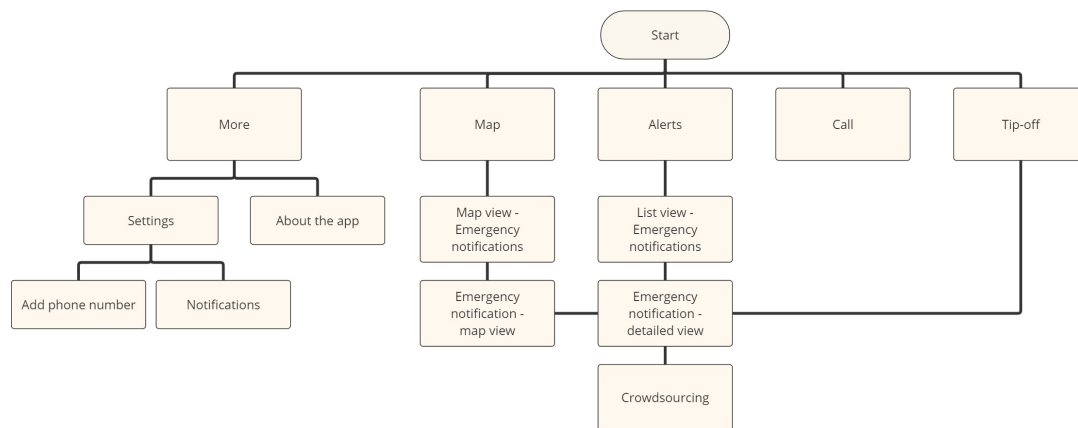 Start
More
Map
Alerts
Call
Tip-off
Settings
About the app
Map view -
Emergency
notifications
List view -
Emergency
notifications
Add phone number
Notifications
Emergency
notification -
map view
Emergency
notification -
detailed view
Crowdsourcing